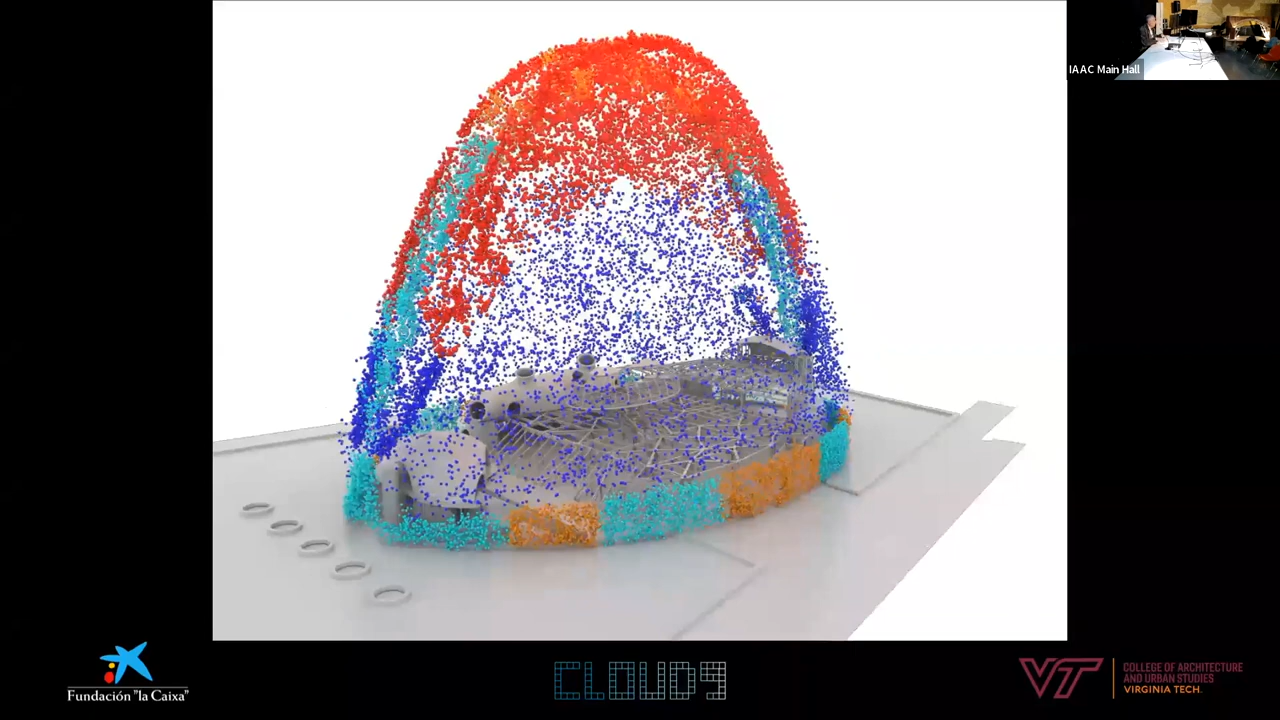 IAAC Main Hall
Fundación "la Caixa"
CLOUD9
VT
COLLEGE OF ARCHITECTURE
AND URBAN STUDIES
VIRGINIA TECH.